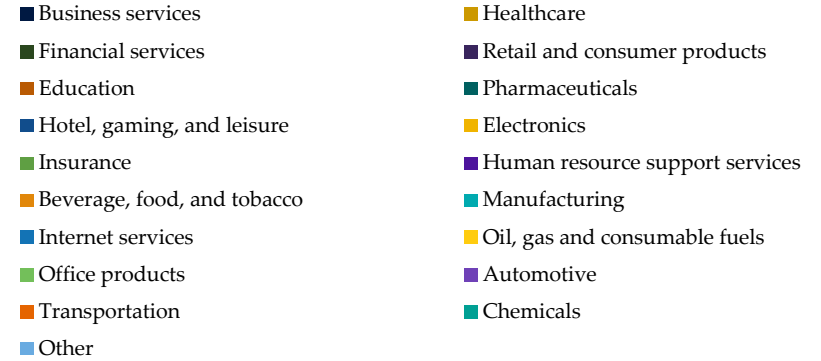 Business services
Healthcare
Financial services
Retail and consumer products
Education
Pharmaceuticals
Hotel, gaming, and leisure
Electronics
Insurance
Human resource support services
Beverage, food, and tobacco
Manufacturing
Internet services
Oil, gas and consumable fuels
Office products
Automotive
Transportation
Chemicals
Other